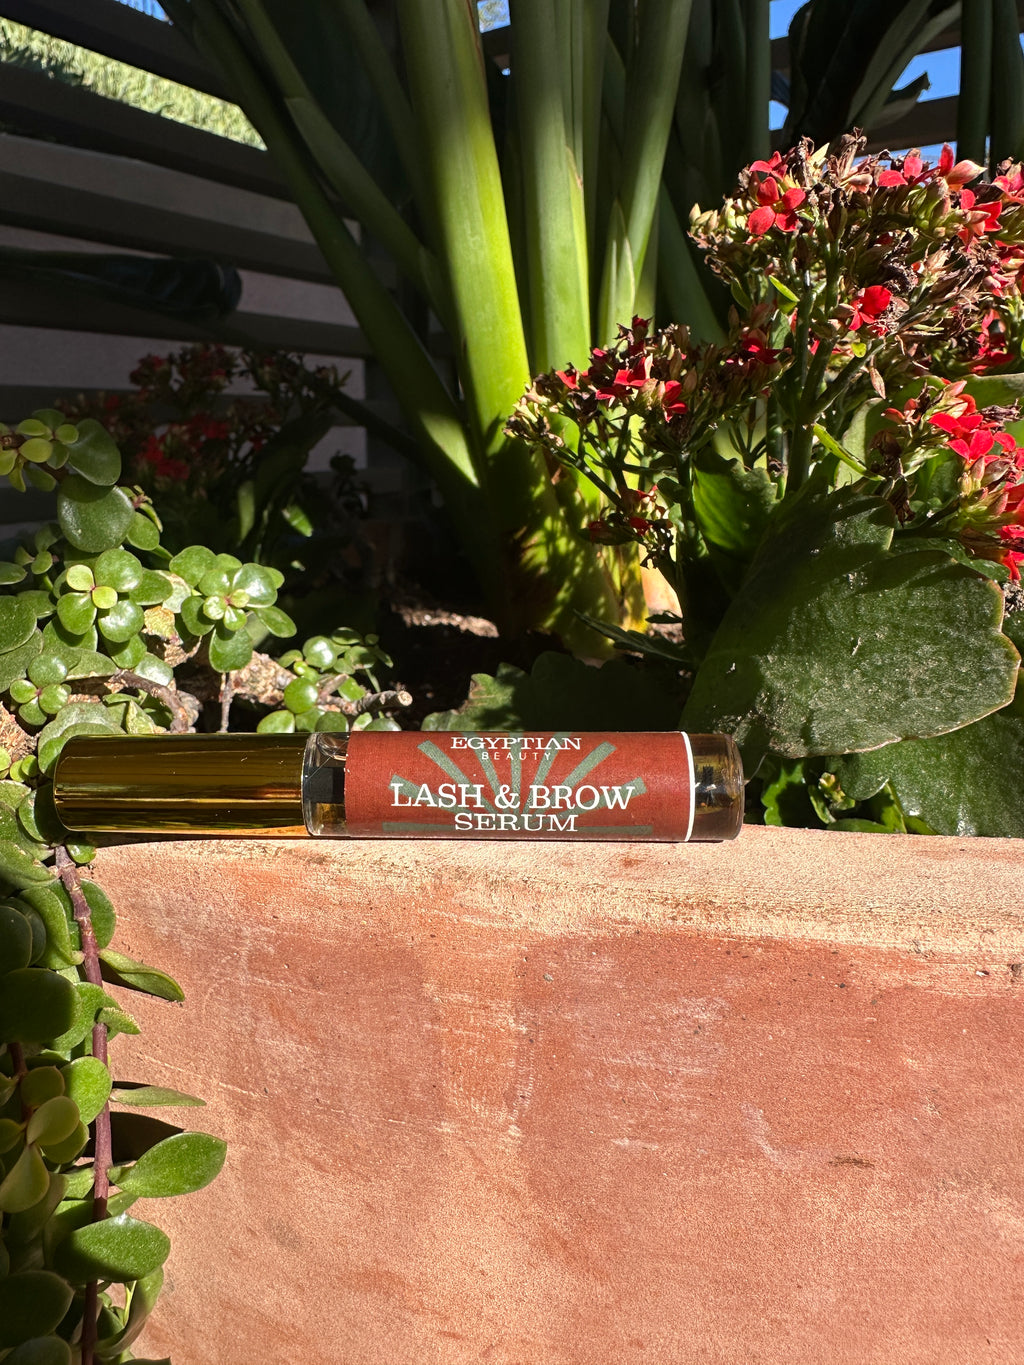 EGYPTIAN
BEAUTY
LASH & BROW
SERUM